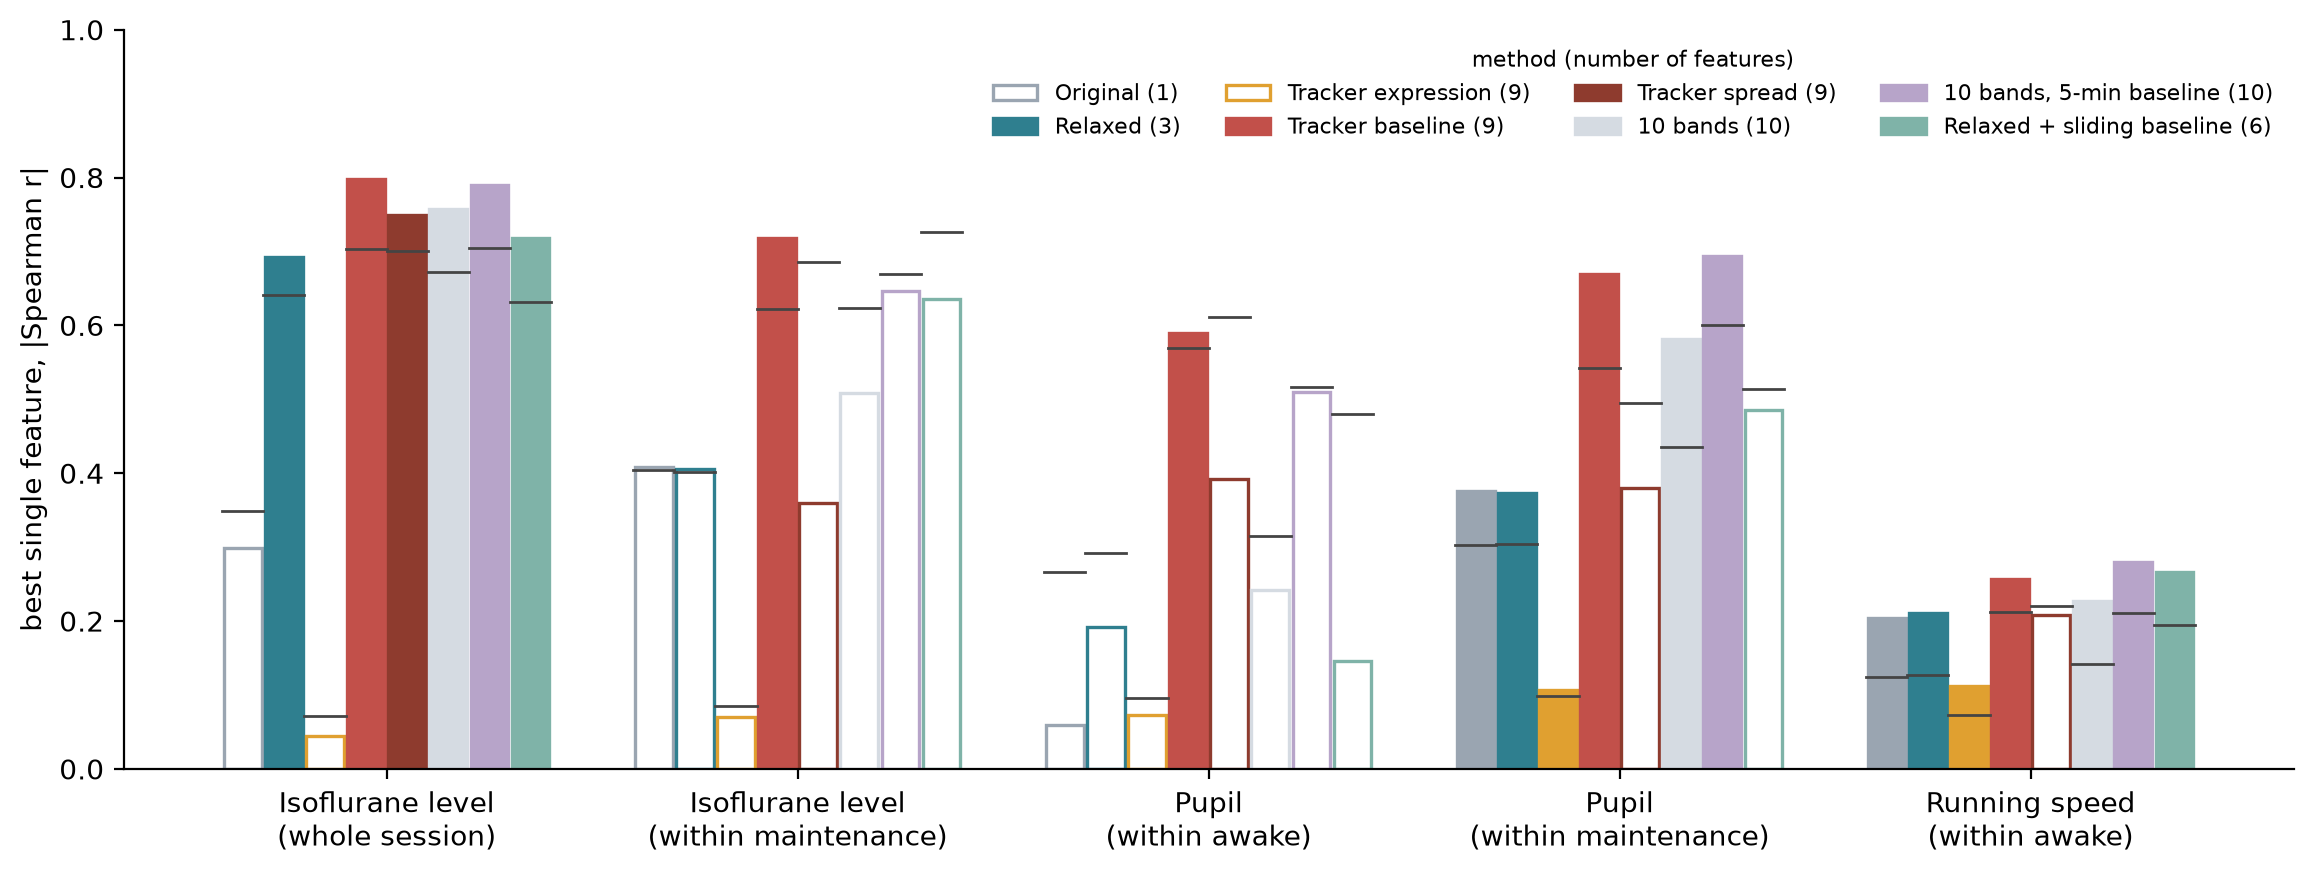 1.0
0.8
0.6
0.4
0.2
0.0
best single feature, |Spearman r|
method (number of features)
Original (1)
Relaxed (3)
Tracker expression (9)
Tracker baseline (9)
Tracker spread (9)
10 bands (10)
10 bands, 5-min baseline (10)
Relaxed + sliding baseline (6)
Isoflurane level
(whole session)
Isoflurane level
(within maintenance)
Pupil
(within awake)
Pupil
(within maintenance)
Running speed
(within awake)